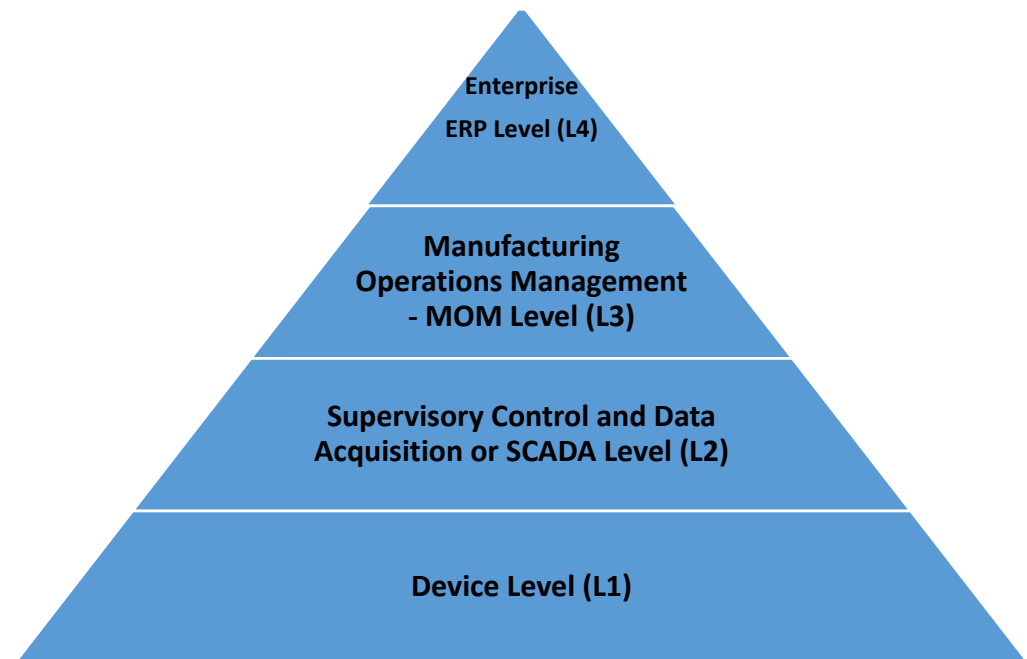 Enterprise
ERP Level (L4)
Manufacturing
Operations Management
- MOM Level (L3)
Supervisory Control and Data
Acquisition or SCADA Level (L2)
Device Level (L1)